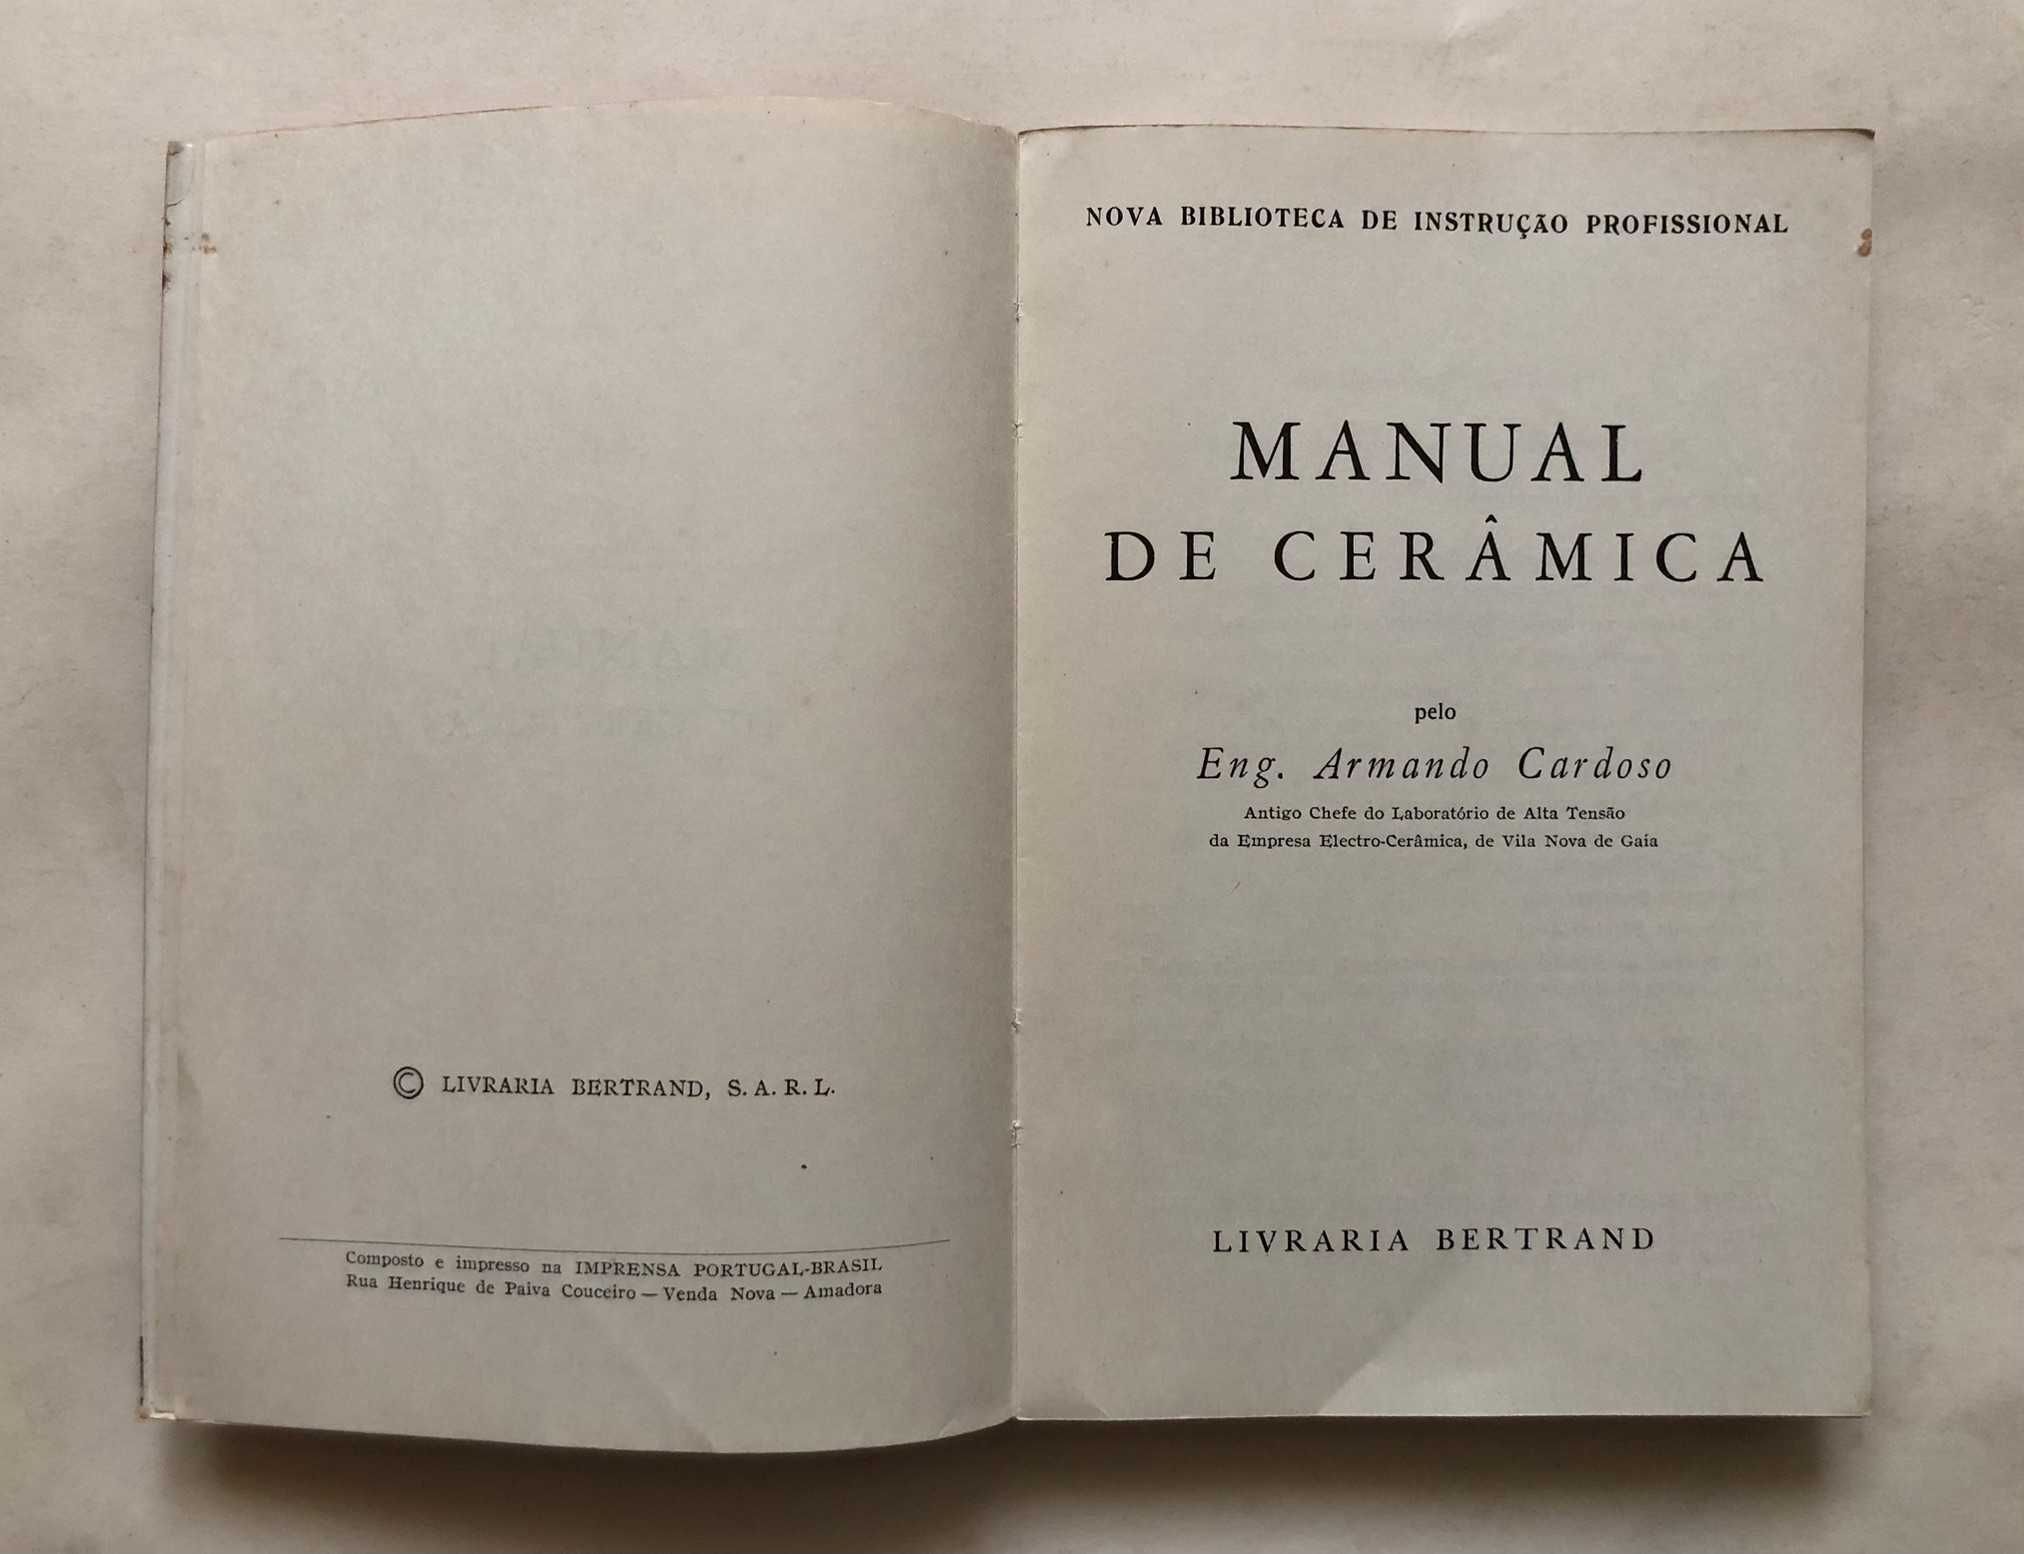 © LIVRARIA BERTRAND, S. A. R. L.
Composto e impresso na IMPRENSA PORTUGAL-BRASIL
Rua Henrique de Paiva Couceiro — Venda Nova — Amadora
NOVA BIBLIOTECA DE INSTRUÇÃO PROFISSIONAL
MANUAL
DE CERÂMICA
pelo
Eng. Armando Cardoso
Antigo Chefe do Laboratório de Alta Tensão
da Empresa Electro-Cerâmica, de Vila Nova de Gaia
LIVRARIA BERTRAND